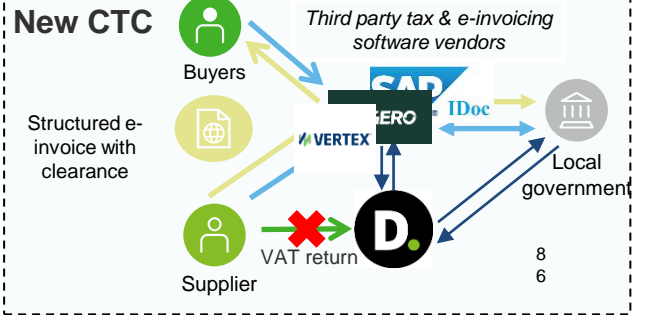 New CTC
Third party tax & e-invoicing
software vendors
Buyers
SAP
IDoc
ERO
VERTEX
Structured e-
invoice with
clearance
Local
government
D.
VAT return
Supplier
8
6